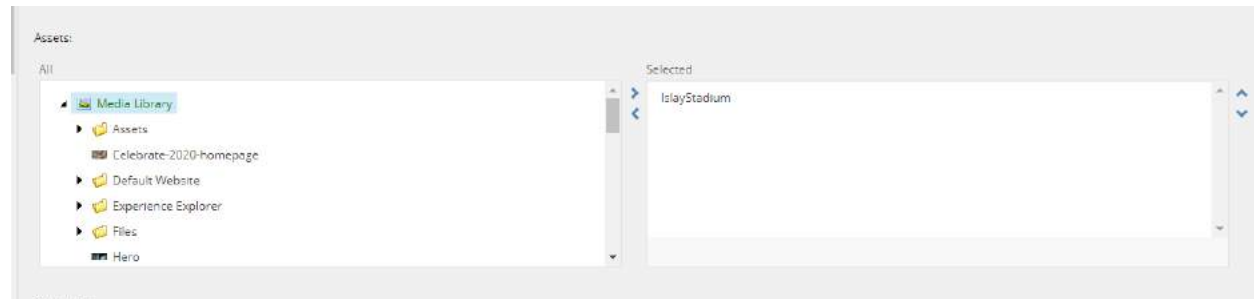 Assets:
All
Selected
Media Library
Assets
Celebrate-2020-homepage
Default Website
Experience Explorer
Files
Hero
IslayStadium